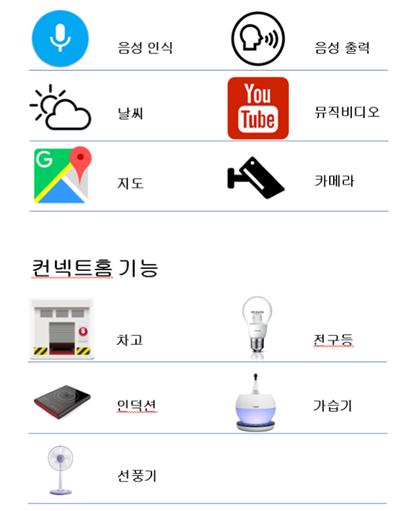 음성 인식
음성 출력
날씨
You
Tube
뮤직비디오
G
지도
카메라
컨넥트홈 기능
차고
전구등
인덕션
가습기
선풍기